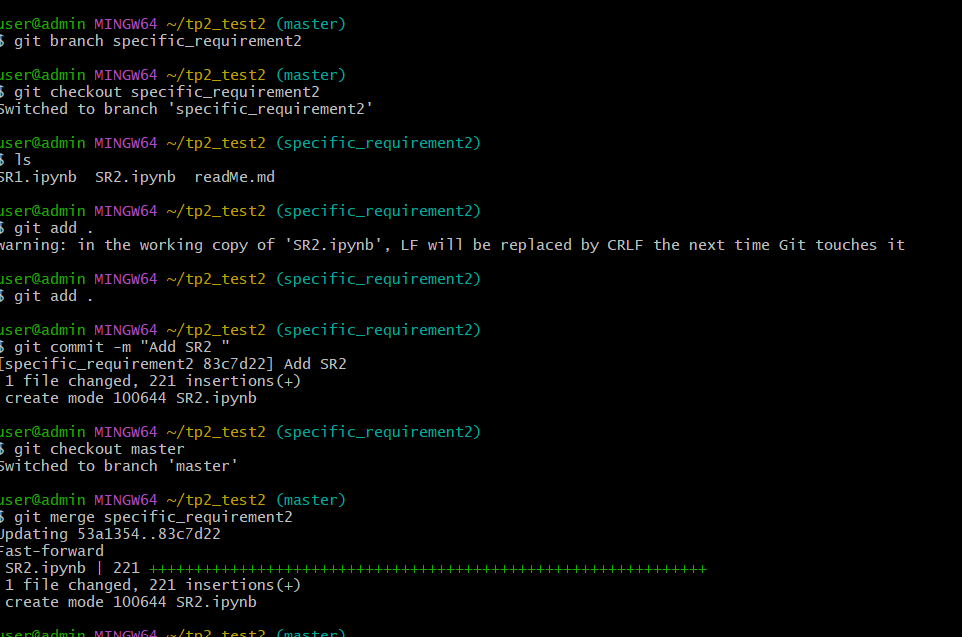 user@admin MINGW64 ~/tp2_test2 (master)
$ git branch specific_requirement2
user@admin MINGW64 ~/tp2_test2 (master)
$ git checkout specific_requirement2
Switched to branch 'specific_requirement2'
user@admin MINGW64 ~/tp2_test2 (specific_requirement2)
$ ls
SR1.ipynb  SR2.ipynb  readMe.md
user@admin MINGW64 ~/tp2_test2 (specific_requirement2)
$ git add .
warning: in the working copy of 'SR2.ipynb', LF will be replaced by CRLF the next time Git touches it
user@admin MINGW64 ~/tp2_test2 (specific_requirement2)
$ git add .
user@admin MINGW64 ~/tp2_test2 (specific_requirement2)
$ git commit -m "Add SR2 "
[specific_requirement2 83c7d22] Add SR2
 1 file changed, 221 insertions(+)
 create mode 100644 SR2.ipynb
user@admin MINGW64 ~/tp2_test2 (specific_requirement2)
$ git checkout master
Switched to branch 'master'
user@admin MINGW64 ~/tp2_test2 (master)
$ git merge specific_requirement2
Updating 53a1354..83c7d22
Fast-forward
 SR2.ipynb | 221 ++++++++++++++++++++++++++++++++++++++++++++++++++++++++++++++
 1 file changed, 221 insertions(+)
 create mode 100644 SR2.ipynb
user@admin MINGW64 ~/tp2_test2 (master)